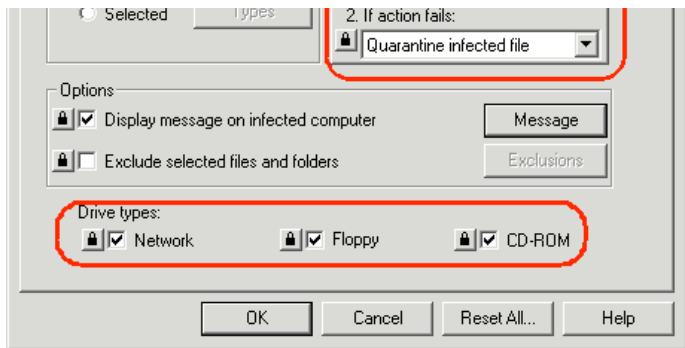 Selected
Types
2. If action fails:
Quarantine infected file
Options
Display message on infected computer
Message
Exclude selected files and folders
Exclusions
Drive types:
Network
Floppy
CD-ROM
OK
Cancel
Reset All...
Help